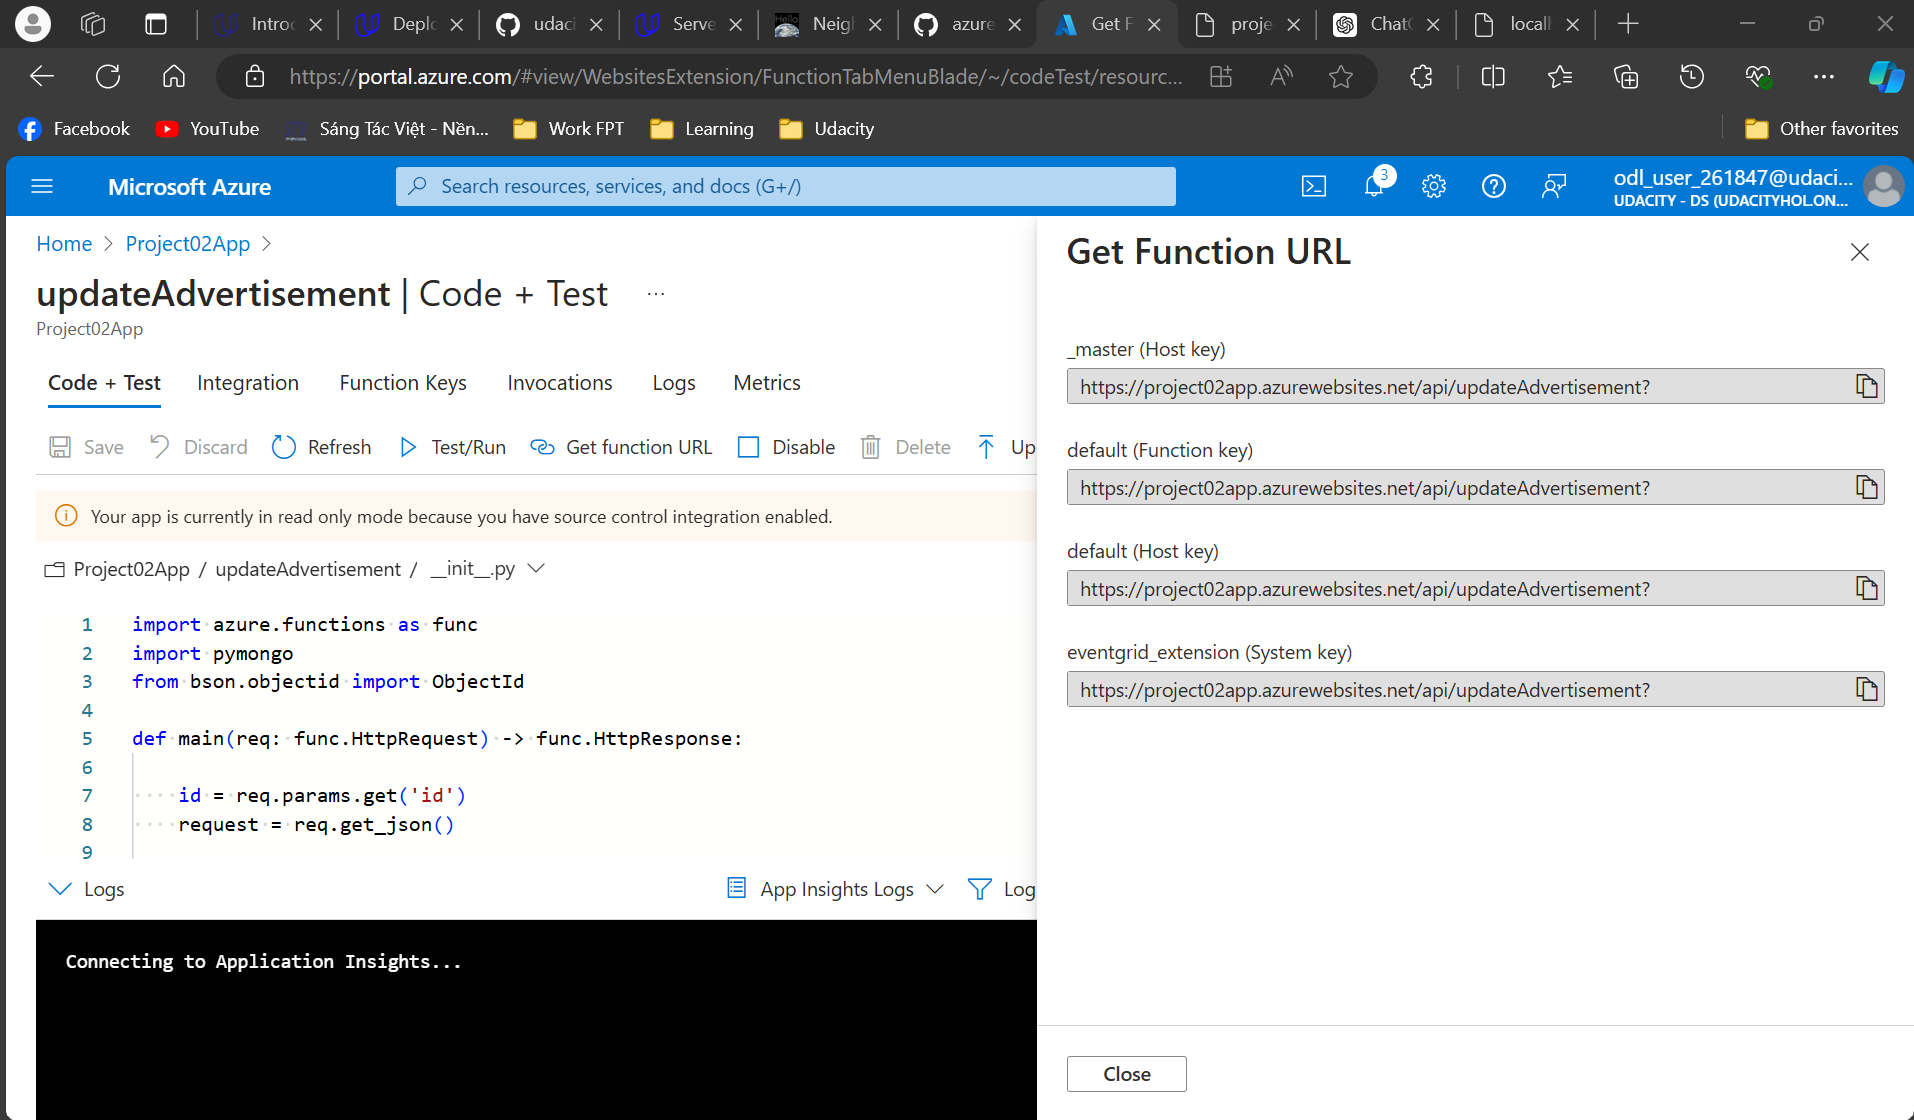 Introd
Deplo
udaci
Serve
Neigh
azure
Get F
proje
Chat
local
https://portal.azure.com/#view/WebsitesExtension/FunctionTabMenuBlade/~/codeTest/resourc...
Facebook
YouTube
Sáng Tác Việt - Nền...
Work FPT
Learning
Udacity
Other favorites
Microsoft Azure
Search resources, services, and docs (G+/)
3
odl_user_261847@udaci...
UDACITY - DS (UDACITYHOL.ON...
Home > Project02App >
updateAdvertisement | Code + Test ...
Project02App
Code + Test
Integration
Function Keys
Invocations
Logs
Metrics
Save
Discard
Refresh
Test/Run
Get function URL
Disable
Delete
Up
Your app is currently in read only mode because you have source control integration enabled.
Project02App / updateAdvertisement / __init__.py
1 import azure.functions as func
2 import pymongo
3 from bson.objectid import ObjectId
4
5 def main(req: func.HttpRequest) -> func.HttpResponse:
6
7 id = req.params.get('id')
8 request = req.get_json()
9
Logs
App Insights Logs
Log
Connecting to Application Insights...
Get Function URL
_master (Host key)
https://project02app.azurewebsites.net/api/updateAdvertisement?
default (Function key)
https://project02app.azurewebsites.net/api/updateAdvertisement?
default (Host key)
https://project02app.azurewebsites.net/api/updateAdvertisement?
eventgrid_extension (System key)
https://project02app.azurewebsites.net/api/updateAdvertisement?
Close